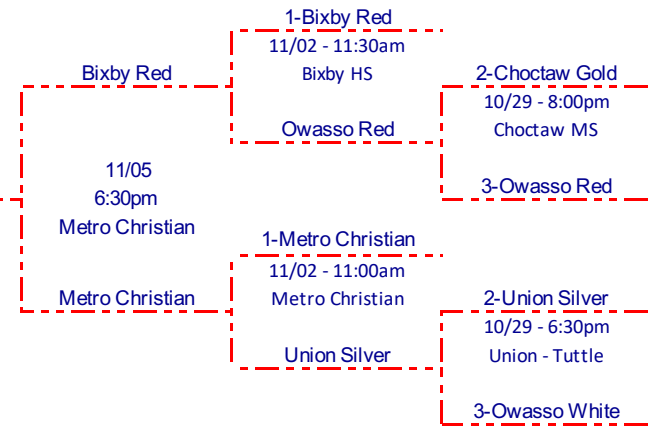 1-Bixby Red
11/02 - 11:30am
Bixby HS
Bixby Red
2-Choctaw Gold
10/29 - 8:00pm
Choctaw MS
Owasso Red
3-Owasso Red
11/05
6:30pm
Metro Christian
1-Metro Christian
11/02 - 11:00am
Metro Christian
Metro Christian
2-Union Silver
10/29 - 6:30pm
Union - Tuttle
Union Silver
3-Owasso White